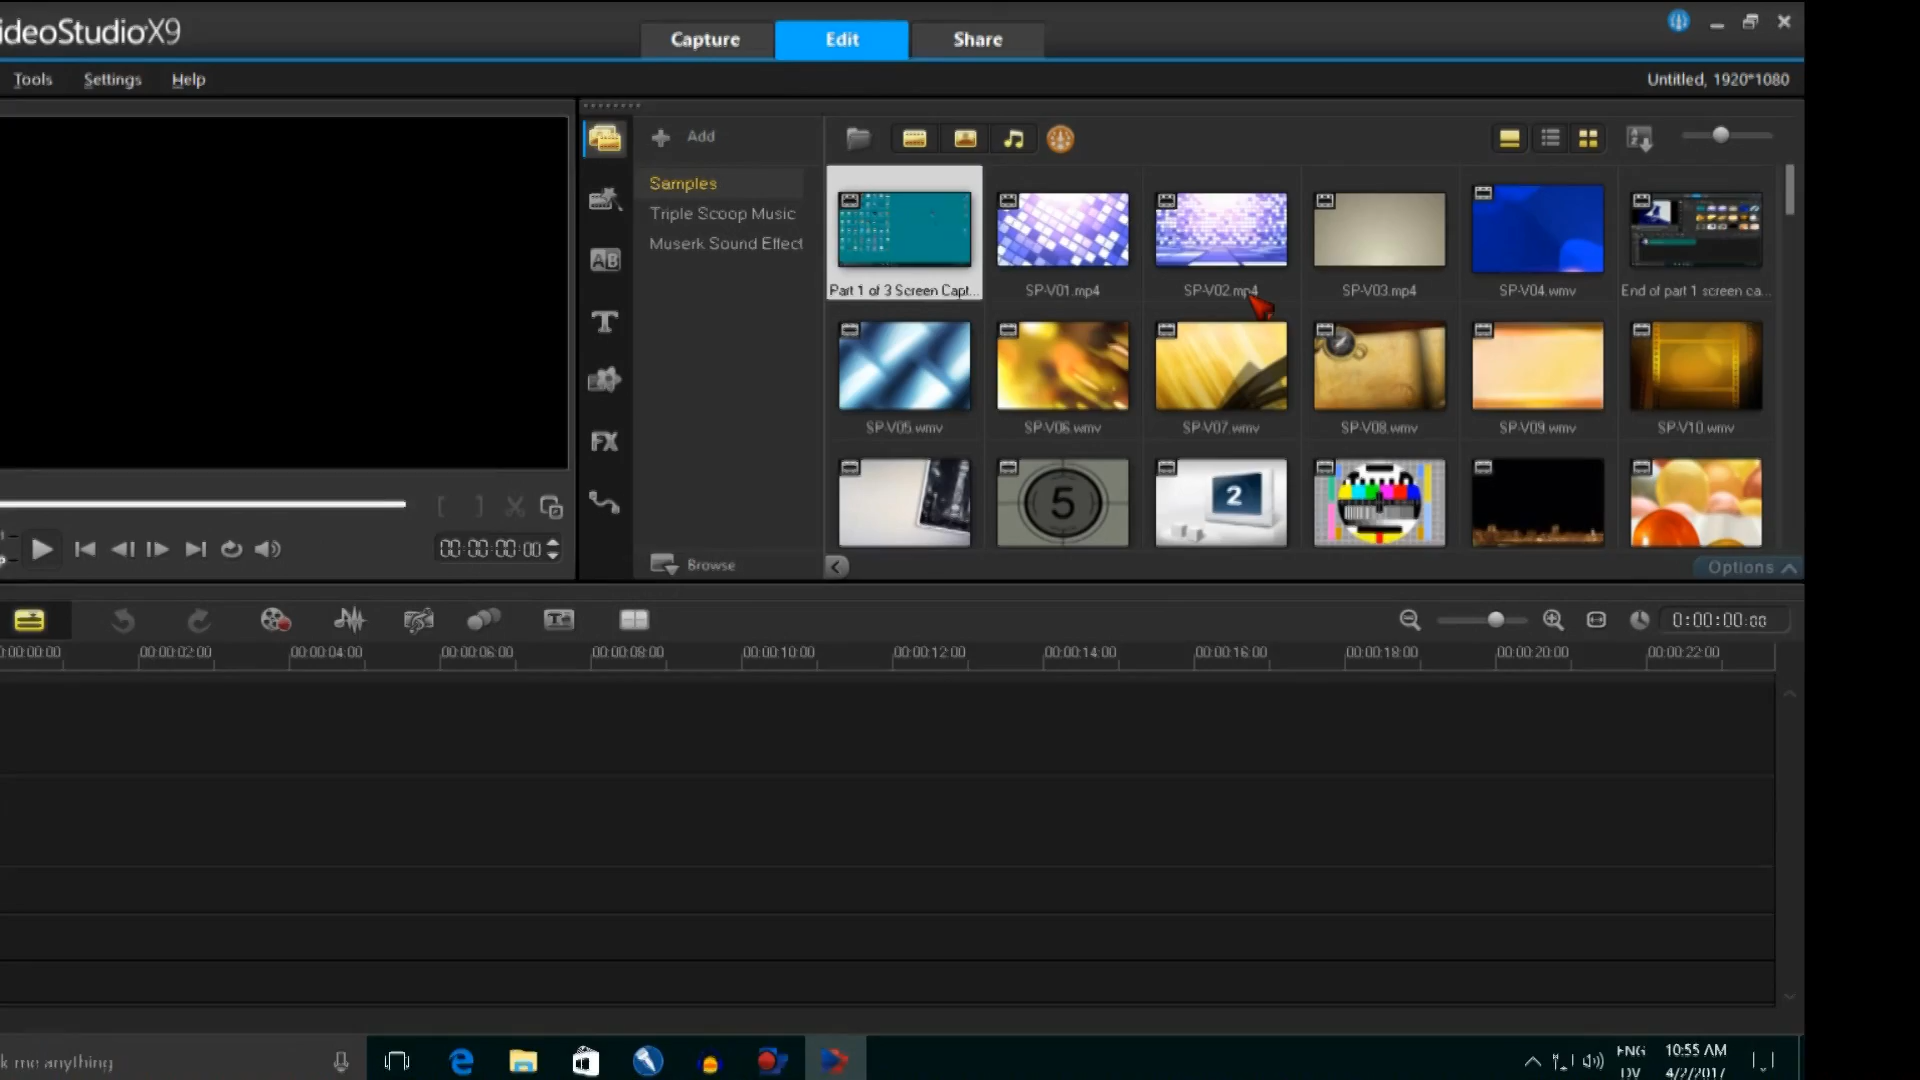 ideoStudio X9
Capture
Edit
Share
Tools
Settings
Help
Untitled, 1920*1080
Add
Samples
Triple Scoop Music
Muserk Sound Effect
Browse
Part 1 of 3 Screen Capt...
SP-V01.mp4
SP-V02.mp4
SP-V03.mp4
SP-V04.wmv
End of part 1 screen ca...
AB
T
SP-V05.wmv
SP-V06.wmv
SP-V07.wmv
SP-V08.wmv
SP-V09.wmv
SP-V10.wmv
FX
5
2
00:00:00:00
Options
0:00:00:00
0:00:00:00
00:00:02:00
00:00:04:00
00:00:06:00
00:00:08:00
00:00:10:00
00:00:12:00
00:00:14:00
00:00:16:00
00:00:18:00
00:00:20:00
00:00:22:00
k me anything
ENG
DV
10:55 AM
4/2/2017